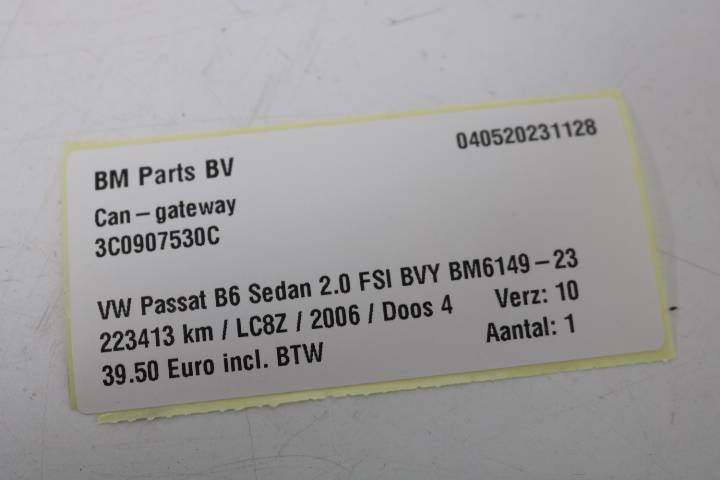 040520231128
BM Parts BV
Can-gateway
3C0907530C
VW Passat B6 Sedan 2.0 FSI BVY BM6149-23
223413 km / LC8Z / 2006 / Doos 4 Verz: 10
39.50 Euro incl. BTW Aantal: 1